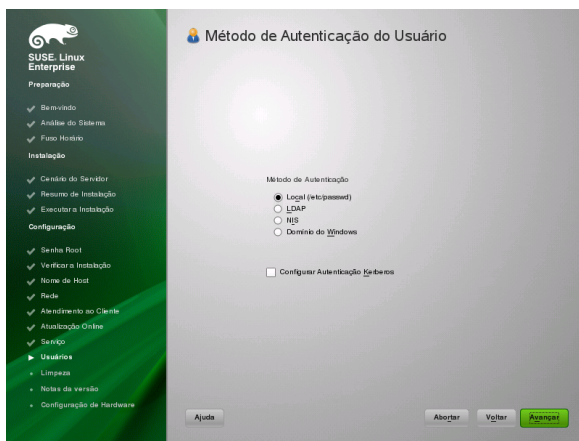 SUSE. Linux
Enterprise
Preparação
Bem-vindo
Análise do Sistema
Fuso Horário
Instalação
Cenário do Servidor
Resumo de Instalação
Executar a Instalação
Configuração
Senha Root
Verificar a Instalação
Nome de Host
Rede
Atendimento ao Cliente
Atualização Online
Serviço
Usuários
Limpeza
Notas da versão
Configuração de Hardware
Método de Autenticação do Usuário
Método de Autenticação
Local (/etc/passwd)
LDAP
NIS
Domínio do Windows
Configurar Autenticação Kerberos
Ajuda
Abortar
Voltar
Avançar